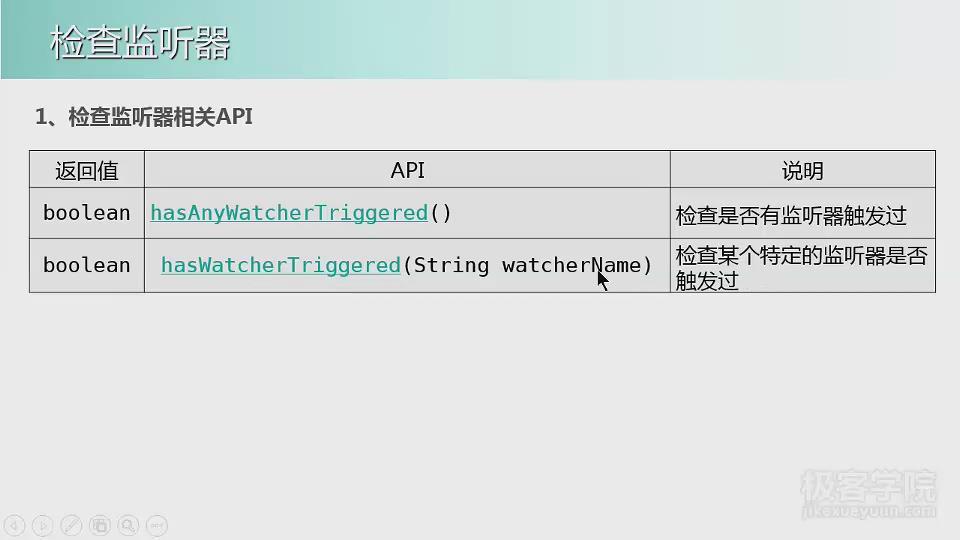 检查监听器
1、检查监听器相关API
返回值 API 说明
boolean hasAnyWatcherTriggered() 检查是否有监听器触发过
boolean hasWatcherTriggered(String watcherName) 检查某个特定的监听器是否
触发过
极客学院
jikexueyuan.com